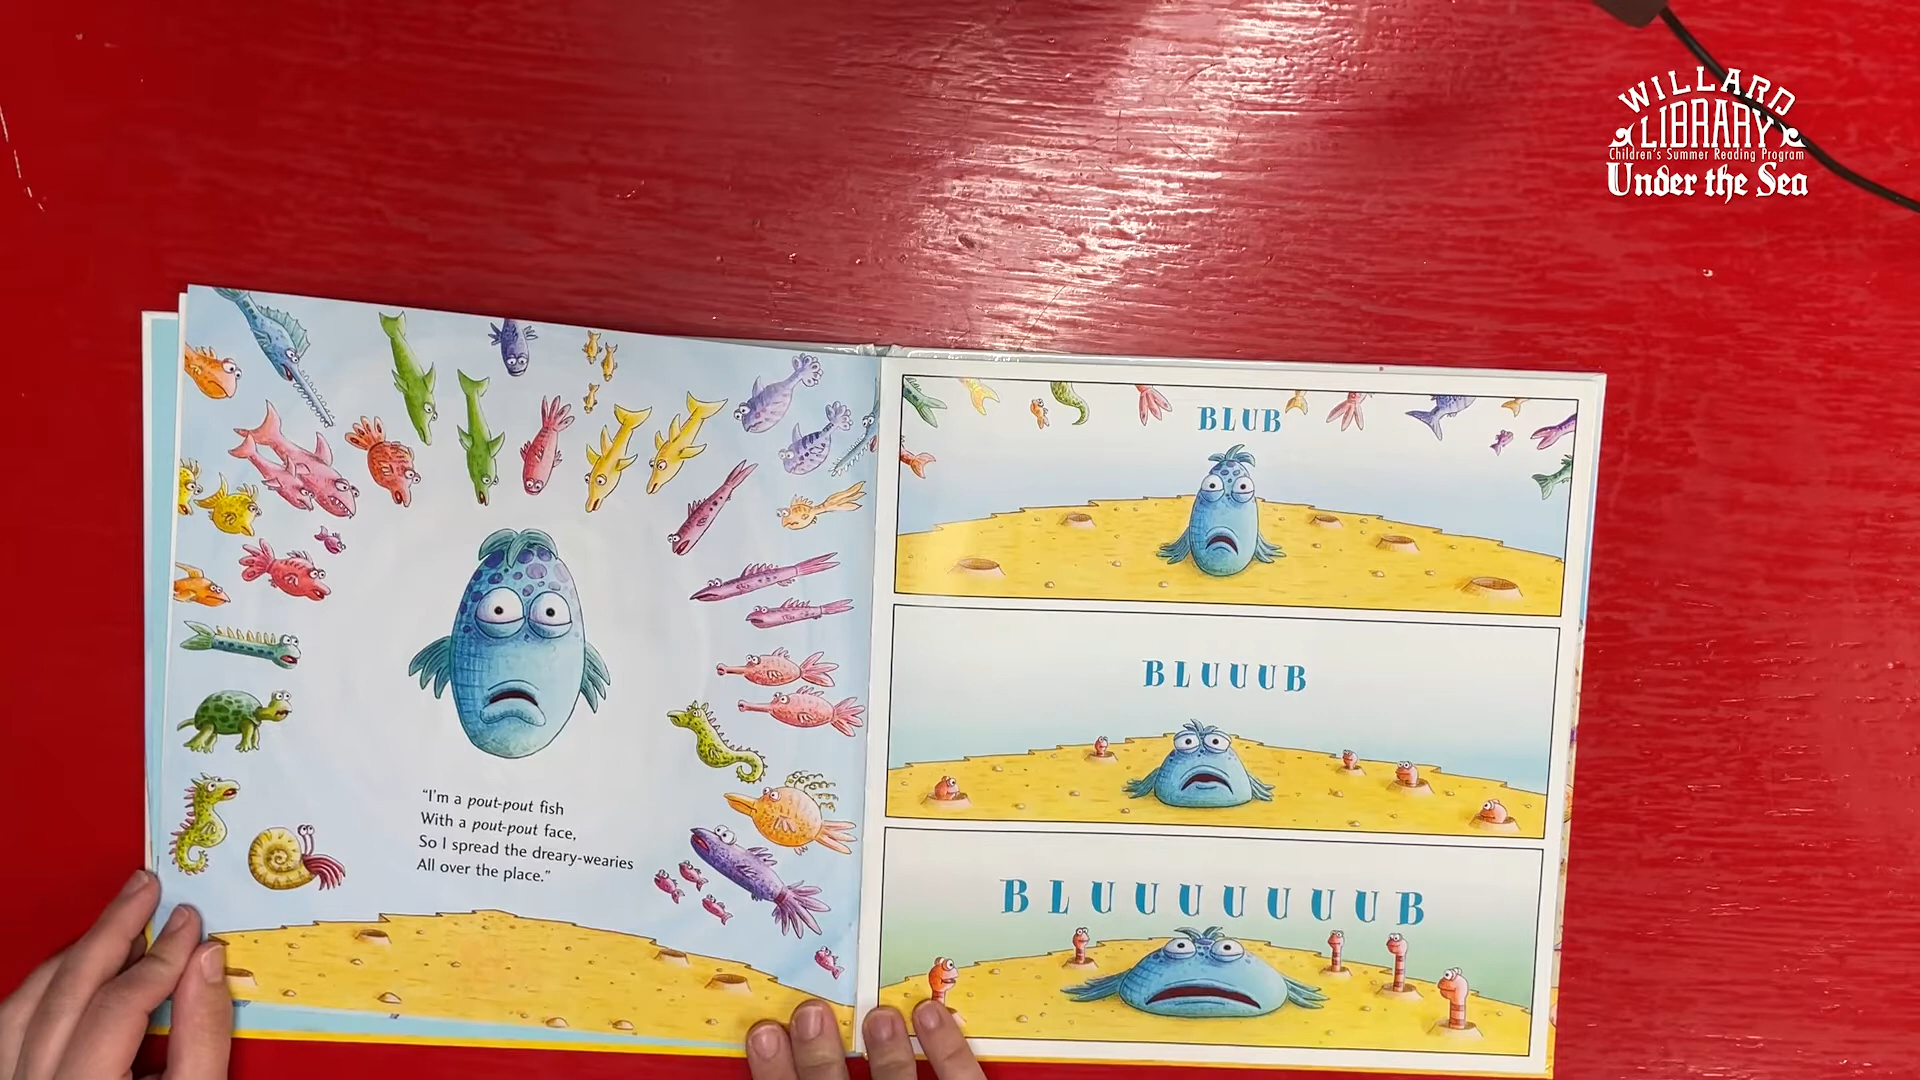 WILLARD
LIBRARY
Children's Summer Reading Program
Under the Sea
"I'm a pout-pout fish
With a pout-pout face,
So I spread the dreary-wearies
All over the place."
BLUB
BLUUUB
BLUUUUUUUB